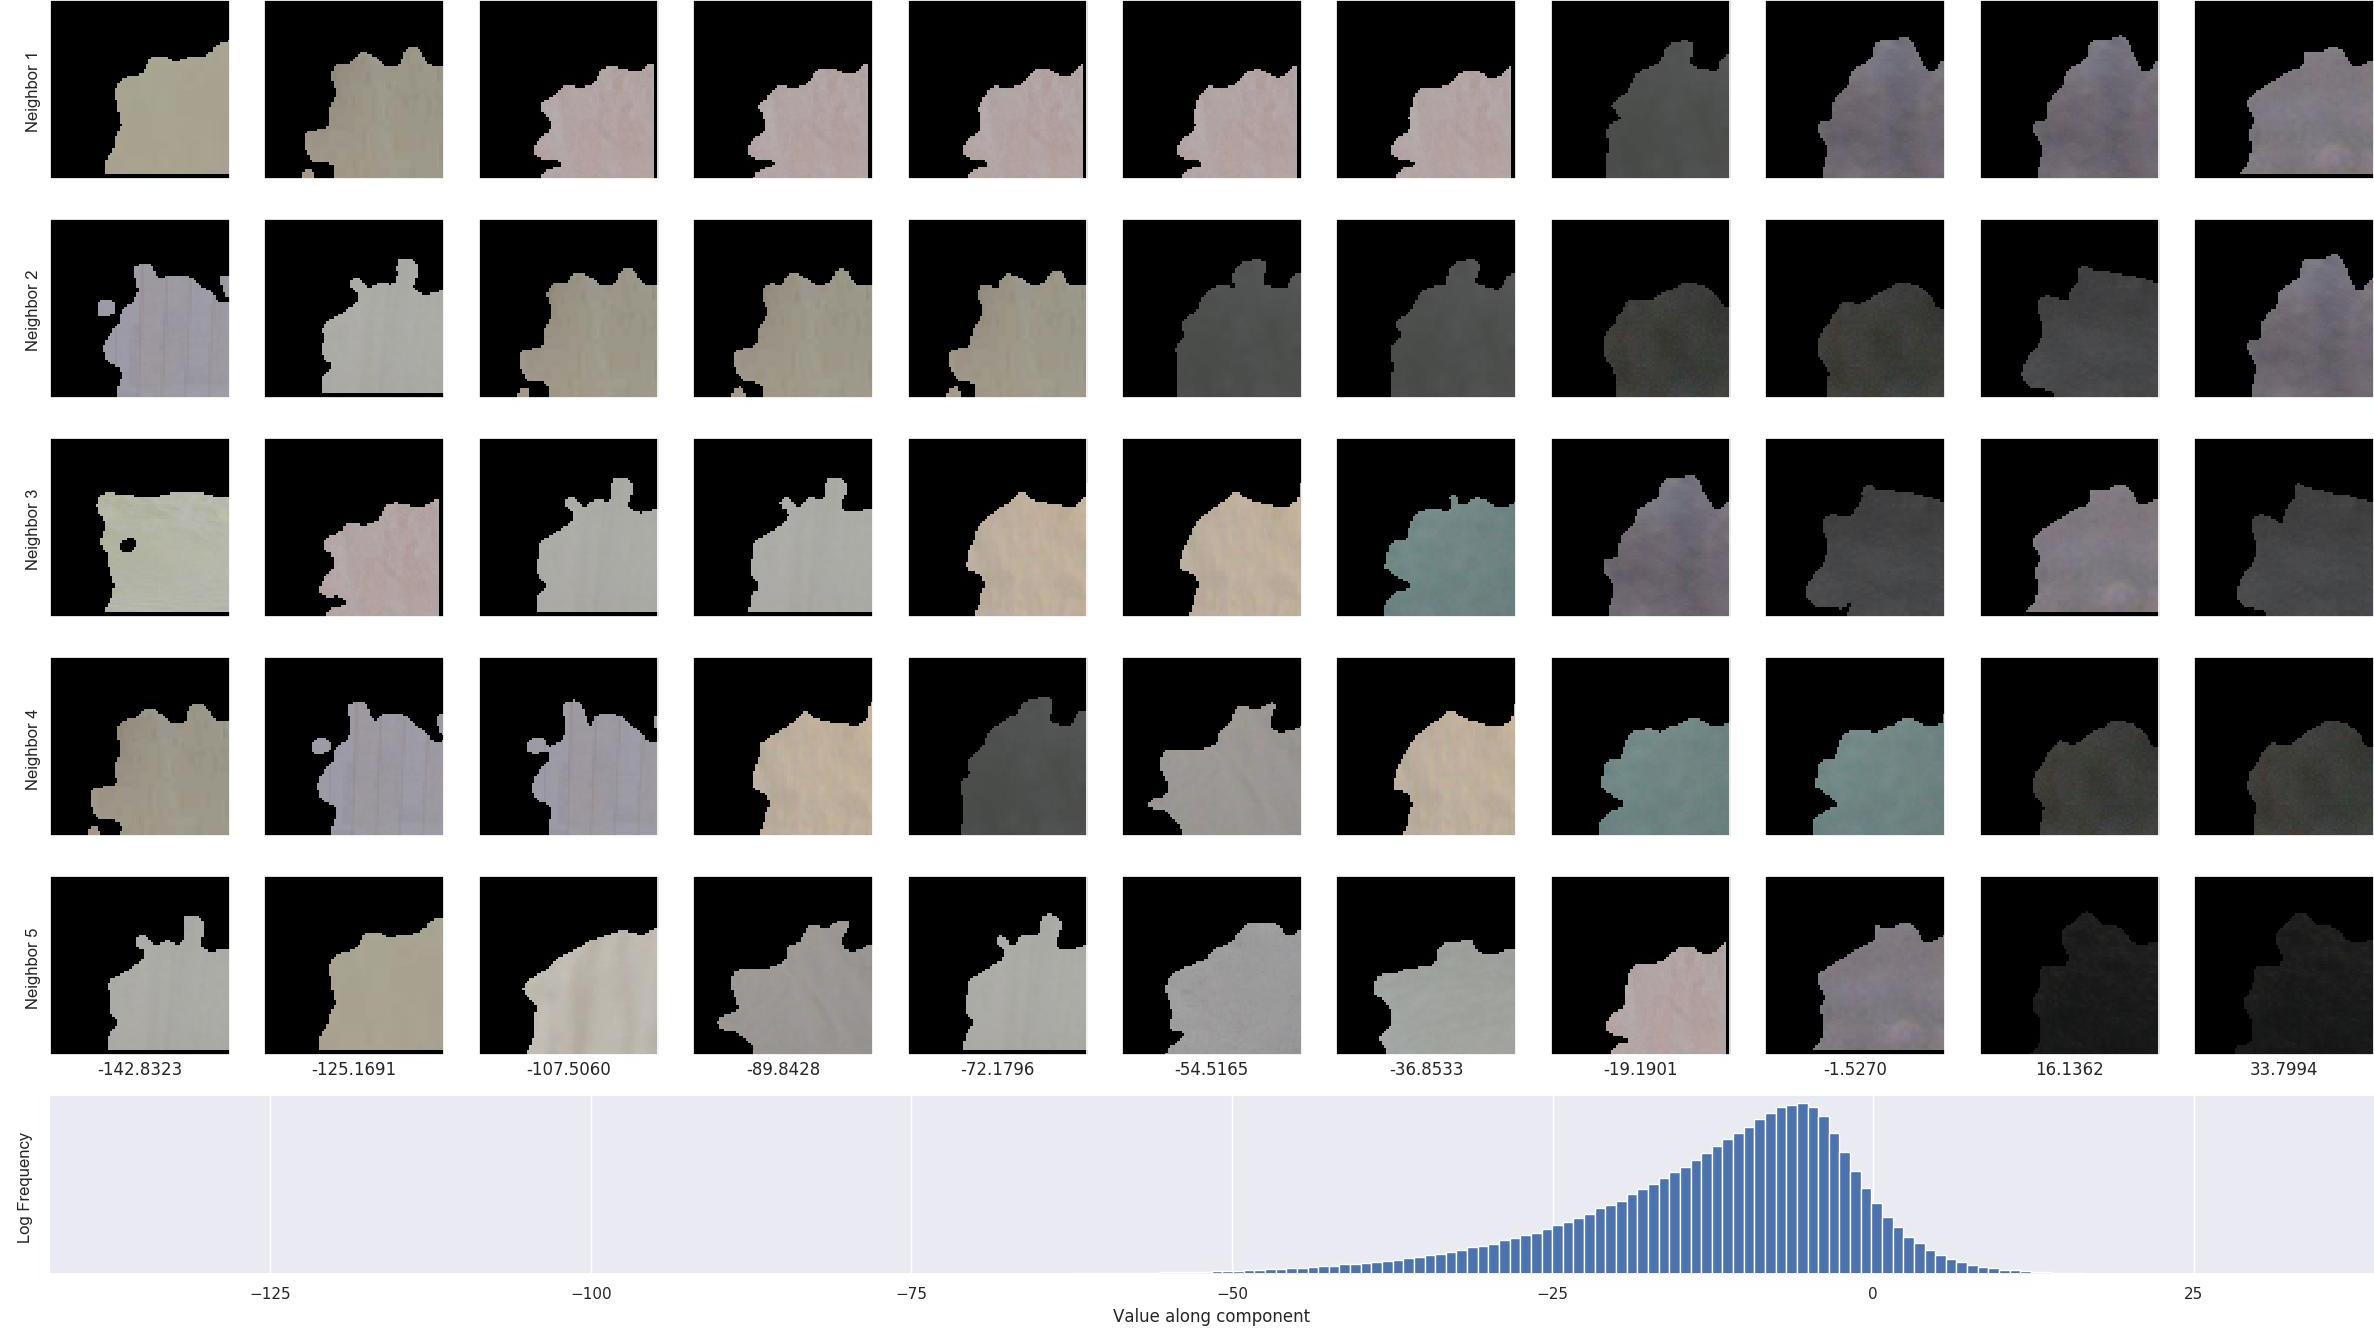 Neighbor 1
Neighbor 2
Neighbor 3
Neighbor 4
Neighbor 5
-142.8323 -125.1691 -107.5060 -89.8428 -72.1796 -54.5165 -36.8533 -19.1901 -1.5270 16.1362 33.7994
Log Frequency
−125 −100 −75 −50 −25 0 25
Value along component